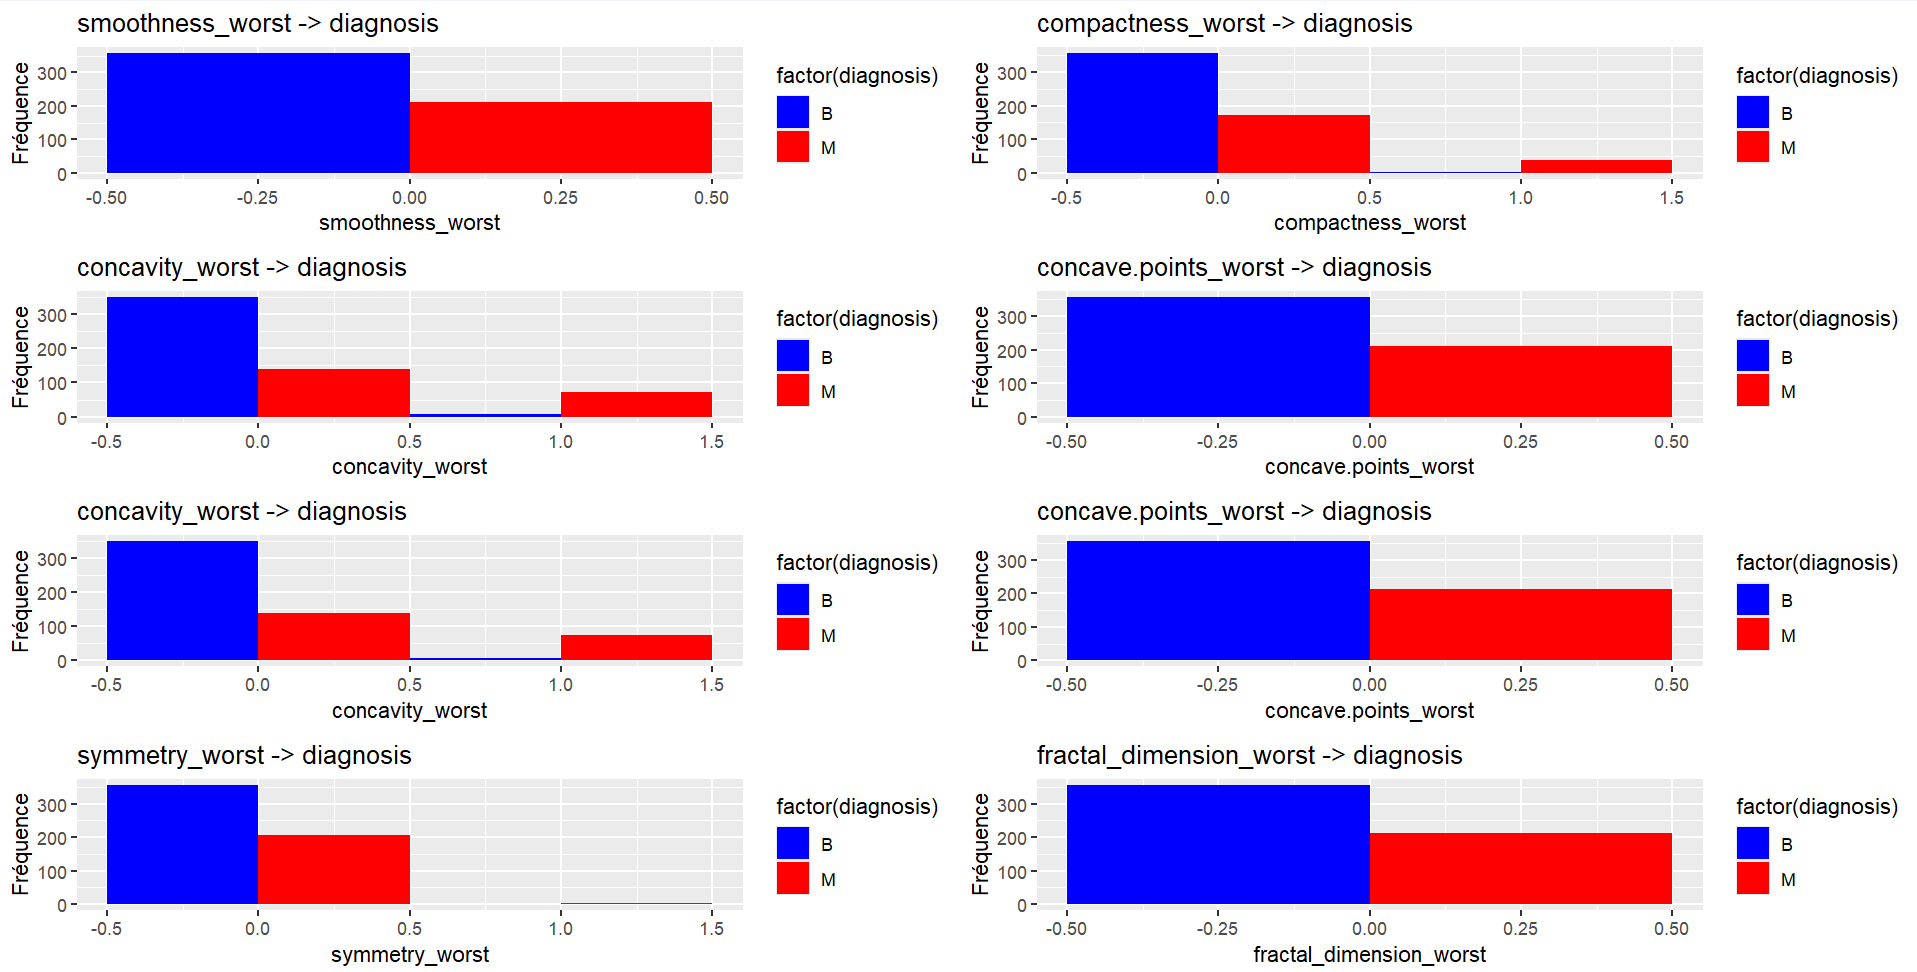 smoothness_worst -> diagnosis
Fréquence
300
200
100
0
-0.50 -0.25 0.00 0.25 0.50
smoothness_worst
factor(diagnosis)
B
M
compactness_worst -> diagnosis
Fréquence
300
200
100
0
-0.5 0.0 0.5 1.0 1.5
compactness_worst
factor(diagnosis)
B
M
concavity_worst -> diagnosis
Fréquence
300
200
100
0
-0.5 0.0 0.5 1.0 1.5
concavity_worst
factor(diagnosis)
B
M
concave.points_worst -> diagnosis
Fréquence
300
200
100
0
-0.50 -0.25 0.00 0.25 0.50
concave.points_worst
factor(diagnosis)
B
M
concavity_worst -> diagnosis
Fréquence
300
200
100
0
-0.5 0.0 0.5 1.0 1.5
concavity_worst
factor(diagnosis)
B
M
concave.points_worst -> diagnosis
Fréquence
300
200
100
0
-0.50 -0.25 0.00 0.25 0.50
concave.points_worst
factor(diagnosis)
B
M
symmetry_worst -> diagnosis
Fréquence
300
200
100
0
-0.5 0.0 0.5 1.0 1.5
symmetry_worst
factor(diagnosis)
B
M
fractal_dimension_worst -> diagnosis
Fréquence
300
200
100
0
-0.50 -0.25 0.00 0.25 0.50
fractal_dimension_worst
factor(diagnosis)
B
M